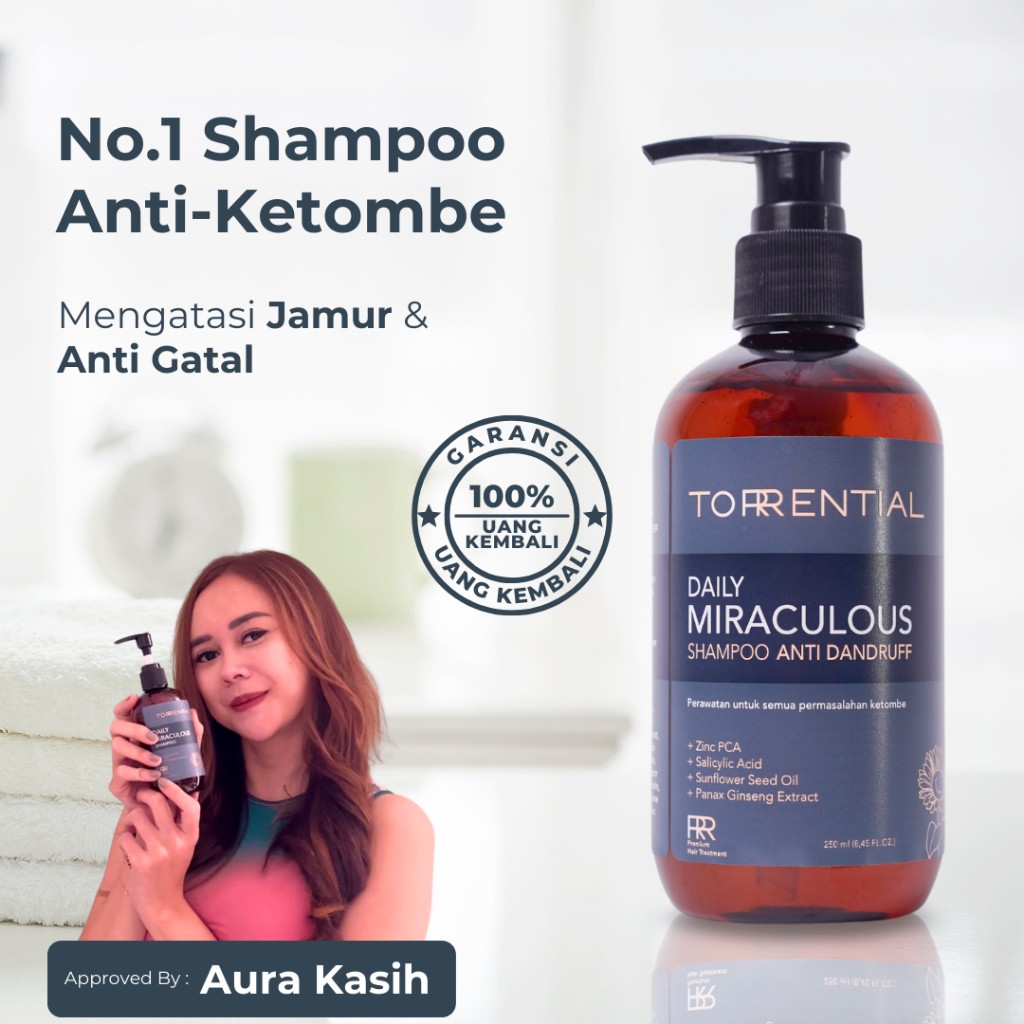 No.1 Shampoo
Anti-Ketombe
Mengatasi Jamur &
Anti Gatal
GARANSI
100%
UANG
KEMBALI
UANG KEMBALI
TORRENTIAL
DAILY
MIRACULOUS
SHAMPOO ANTI DANDRUFF
Perawatan untuk semua permasalahan ketombe
+ Zinc PCA
+ Salicylic Acid
+ Sunflower Seed Oil
+ Panax Ginseng Extract
RR
Premium
Hair Treatment
250 ml (8,45 FL.OZ.)
TORRENTIAL
DAILY
MIRACULOUS
SHAMPOO
Approved By : Aura Kasih